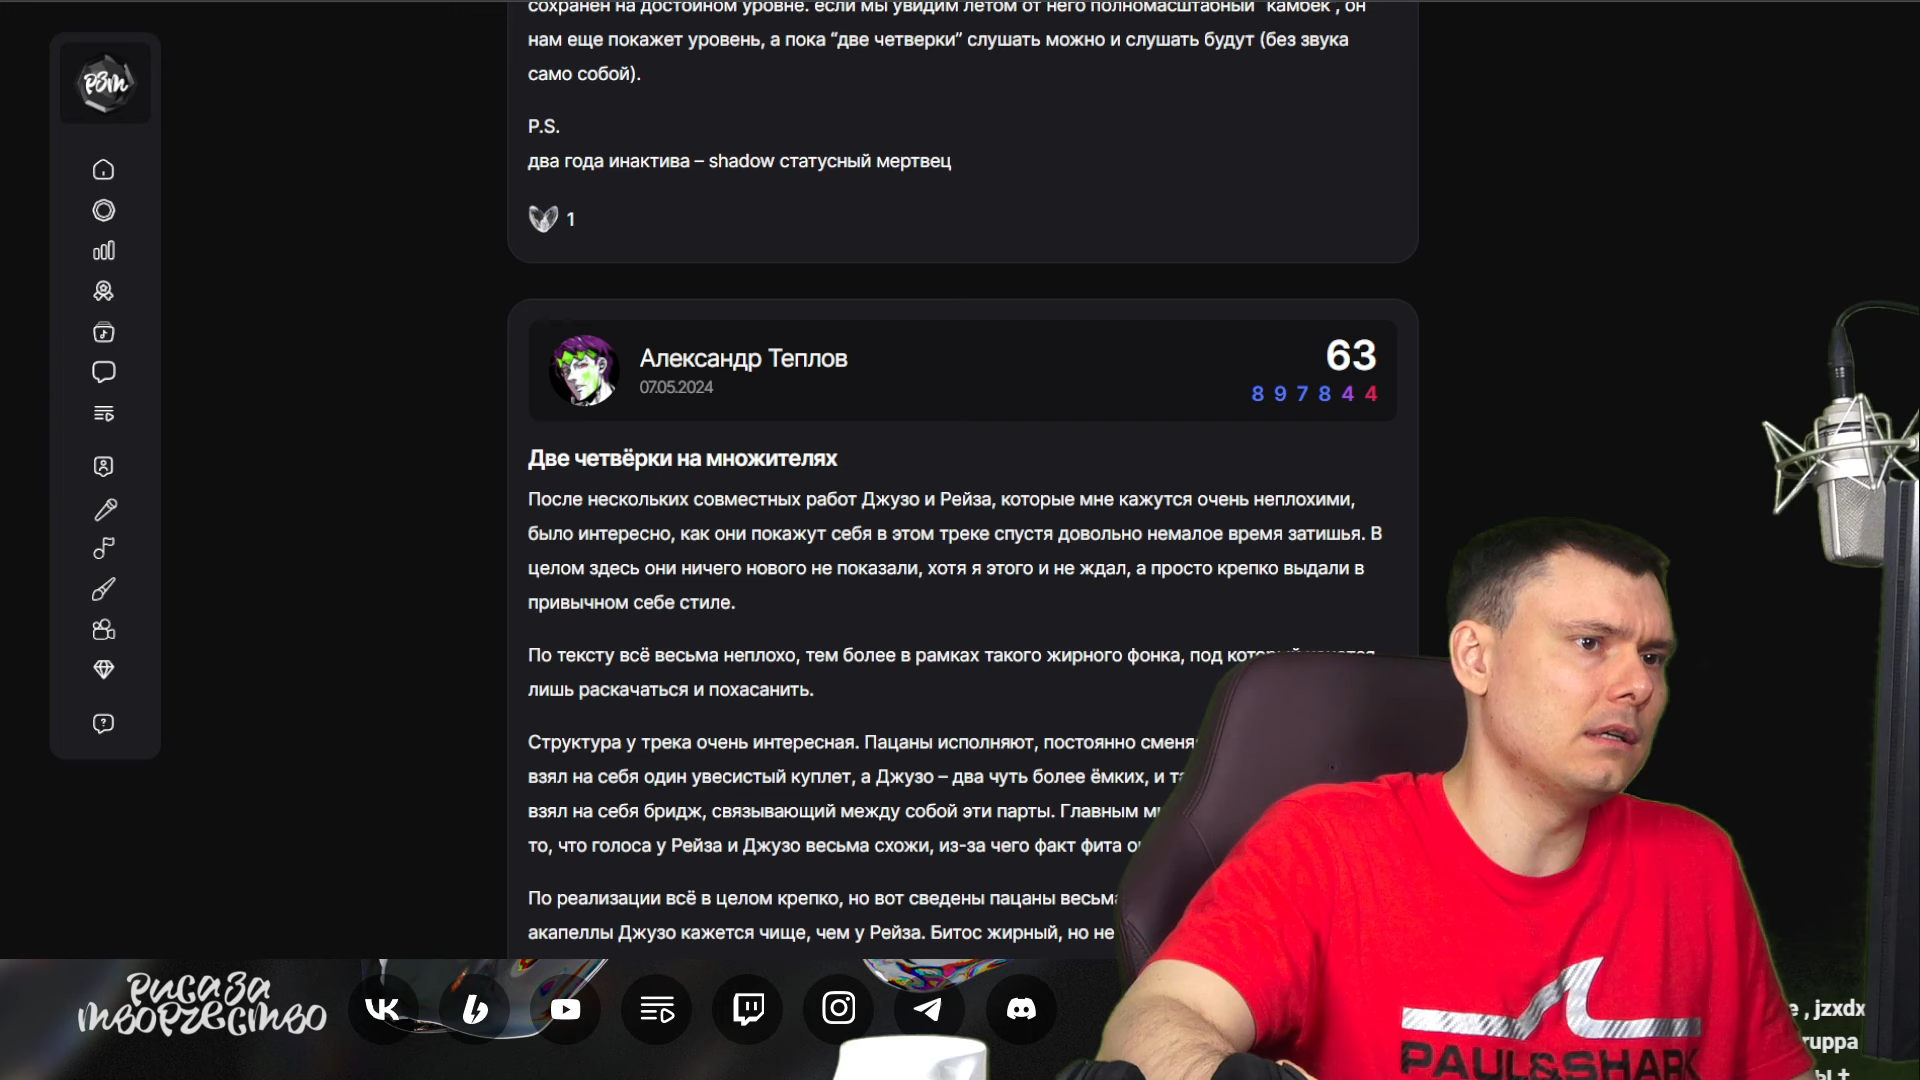 сохранен на достойном уровне. если мы увидим летом от него полномасштабный “камбек”, он
нам еще покажет уровень, а пока “две четверки” слушать можно и слушать будут (без звука
само собой).
P.S.
два года инактива – shadow статусный мертвец
1
РЗТ
Александр Теплов
07.05.2024
63
8 9 7 8 4 4
Две четвёрки на множителях
После нескольких совместных работ Джузо и Рейза, которые мне кажутся очень неплохими,
было интересно, как они покажут себя в этом треке спустя довольно немалое время затишья. В
целом здесь они ничего нового не показали, хотя я этого и не ждал, а просто крепко выдали в
привычном себе стиле.
По тексту всё весьма неплохо, тем более в рамках такого жирного фонка, под который
лишь раскачаться и похасанить.
Структура у трека очень интересная. Пацаны исполняют, постоянно
взял на себя один увесистый куплет, а Джузо – два чуть более ёмких, и
взял на себя бридж, связывающий между собой эти парты. Главным
то, что голоса у Рейза и Джузо весьма схожи, из-за чего факт фита
По реализации всё в целом крепко, но вот сведены пацаны
акапеллы Джузо кажется чище, чем у Рейза. Битос жирный, но не
риса за
творчество
PAUL&SHARK
, jzxdx